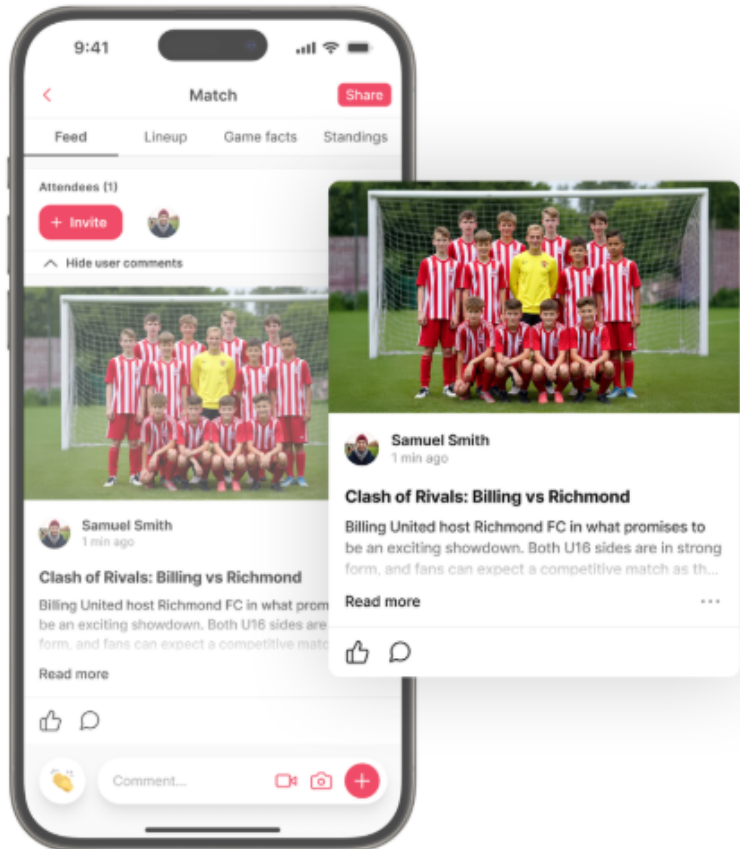 9:41
Match
Share
Feed
Lineup
Game facts
Standings
Attendees (1)
+ Invite
Hide user comments
Samuel Smith
1 min ago
Clash of Rivals: Billing vs Richmond
Billing United host Richmond FC in what prom
be an exciting showdown. Both U16 sides are
form, and fans can expect a competitive matc
Read more
Comment...
Samuel Smith
1 min ago
Clash of Rivals: Billing vs Richmond
Billing United host Richmond FC in what promises to
be an exciting showdown. Both U16 sides are in strong
form, and fans can expect a competitive match as th...
Read more